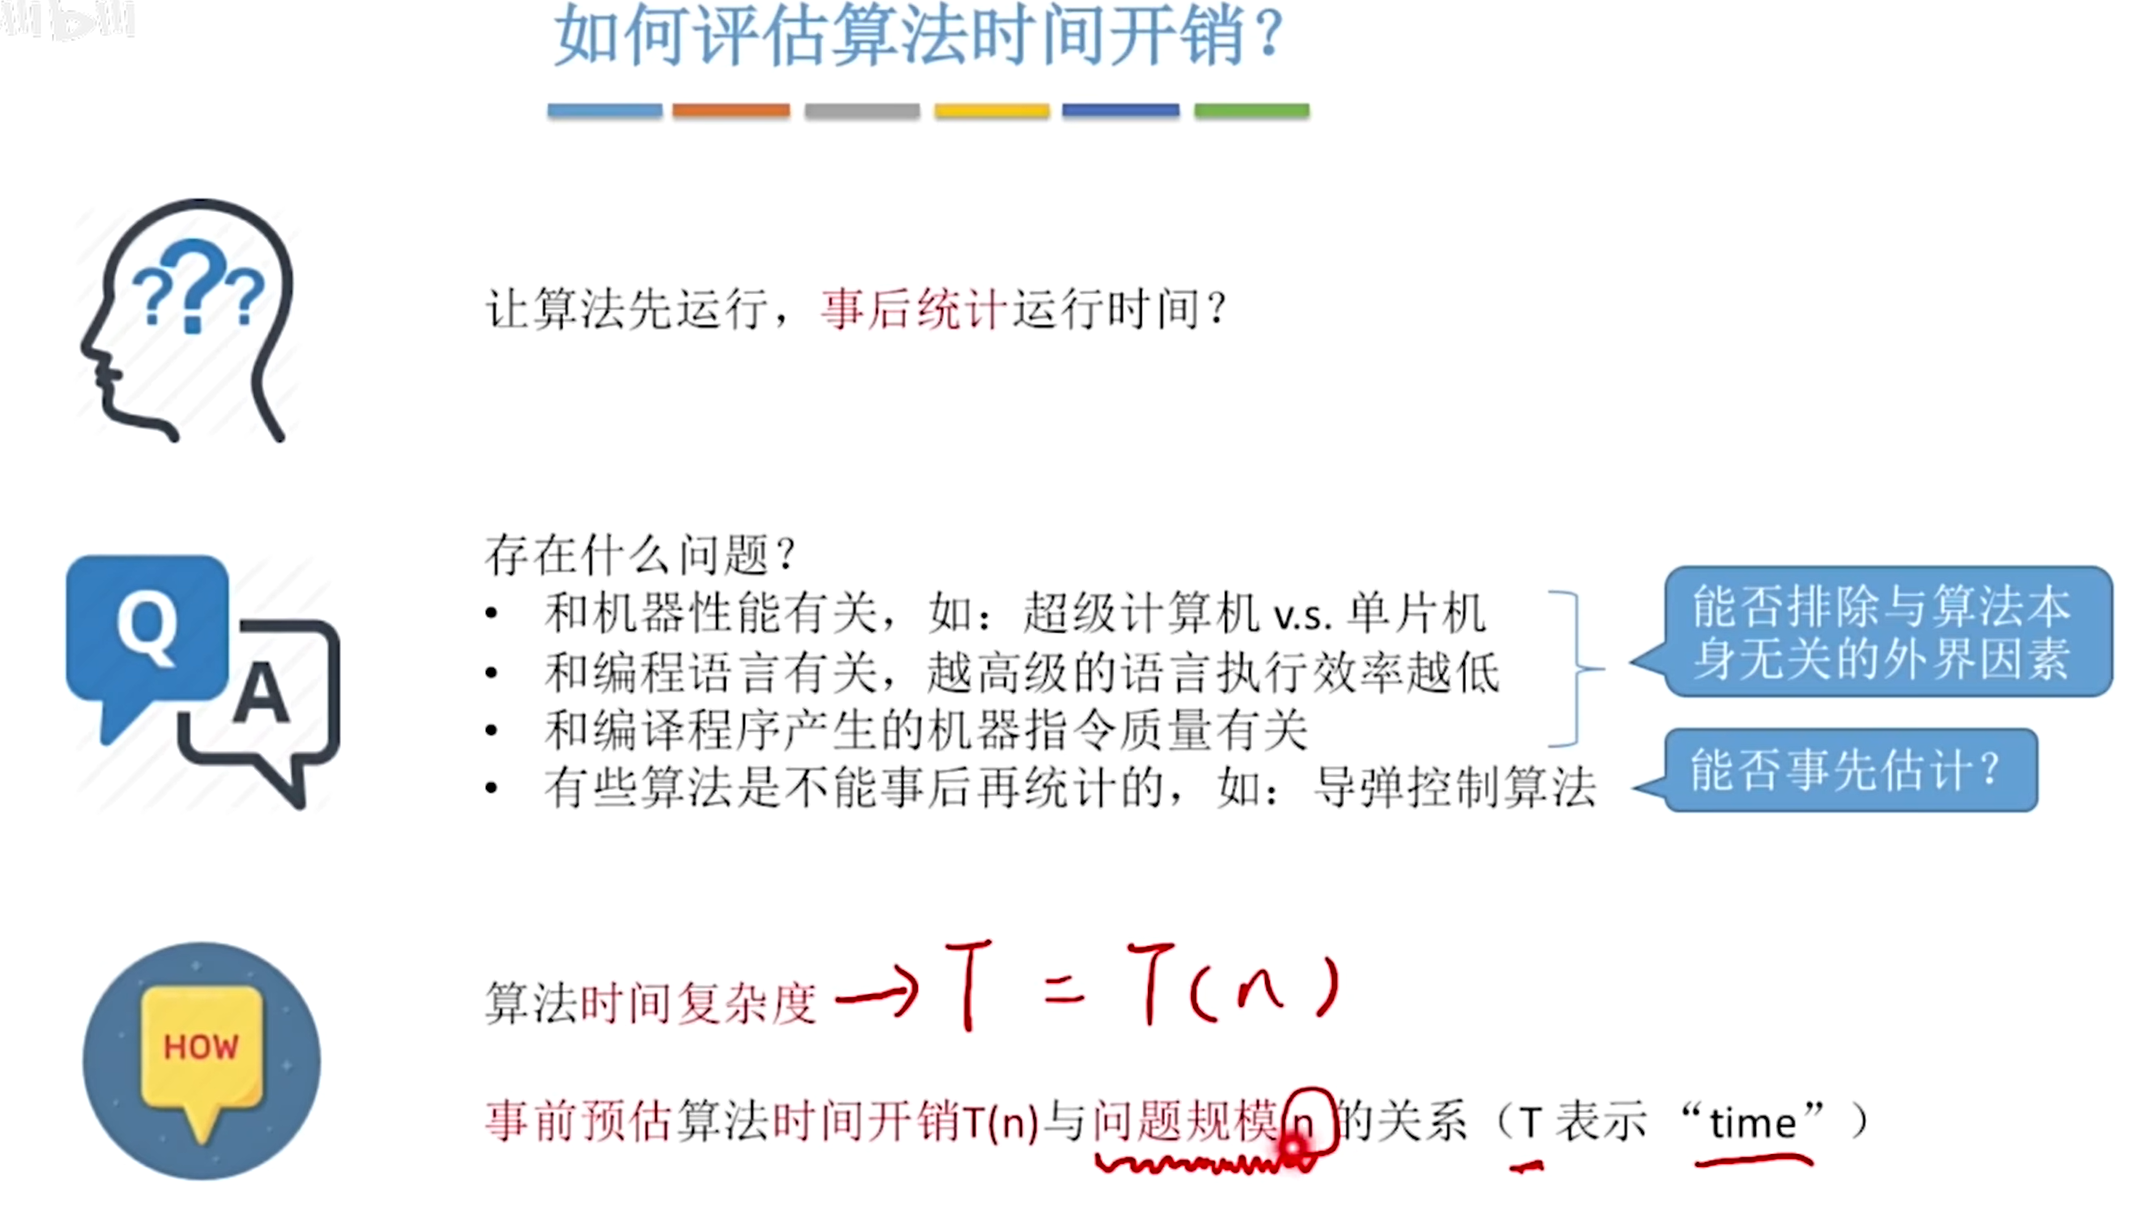 如何评估算法时间开销？
???
让算法先运行，事后统计运行时间？
Q
A
存在什么问题？
• 和机器性能有关，如：超级计算机 v.s. 单片机
• 和编程语言有关，越高级的语言执行效率越低
• 和编译程序产生的机器指令质量有关
• 有些算法是不能事后再统计的，如：导弹控制算法
能否排除与算法本
身无关的外界因素
能否事先估计？
HOW
算法时间复杂度 → T = T(n)
事前预估算法时间开销T(n)与问题规模 n 的关系（T 表示 “time”）